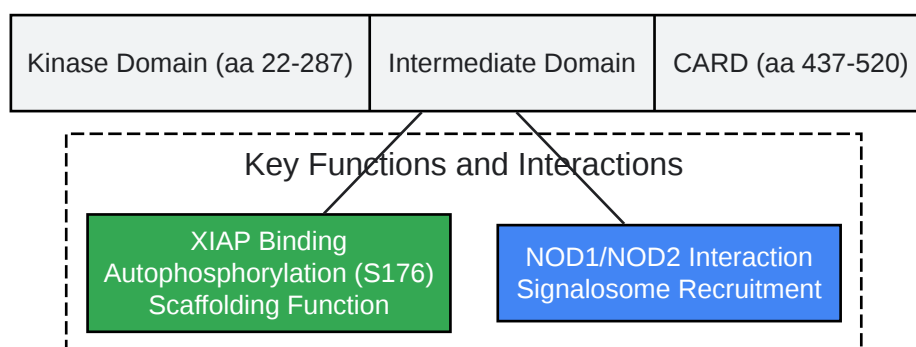 Kinase Domain (aa 22-287)
Intermediate Domain
CARD (aa 437-520)
Key Functions and Interactions
XIAP Binding
Autophosphorylation (S176)
Scaffolding Function
NOD1/NOD2 Interaction
Signalosome Recruitment